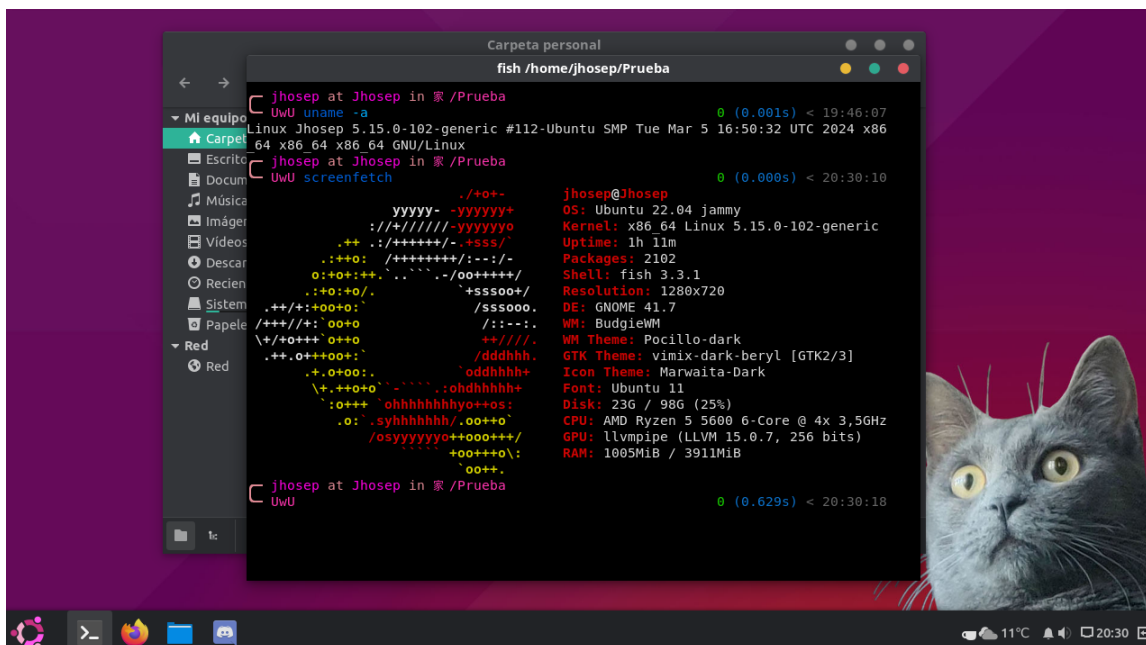 Carpeta personal
fish /home/jhosep/Prueba
Mi equipo
Carpet
Escrito
Docum
Música
Imáger
Vídeos
Descar
Recien
Sistem
Papele
Red
Red
jhosep at Jhosep in 家 /Prueba
UwU uname -a 0 (0.001s) < 19:46:07
Linux Jhosep 5.15.0-102-generic #112-Ubuntu SMP Tue Mar 5 16:50:32 UTC 2024 x86
_64 x86_64 x86_64 GNU/Linux
jhosep at Jhosep in 家 /Prueba
UwU screenfetch 0 (0.000s) < 20:30:10
jhosep@Jhosep
OS: Ubuntu 22.04 jammy
Kernel: x86_64 Linux 5.15.0-102-generic
Uptime: 1h 11m
Packages: 2102
Shell: fish 3.3.1
Resolution: 1280x720
DE: GNOME 41.7
WM: BudgieWM
WM Theme: Pocillo-dark
GTK Theme: vimix-dark-beryl [GTK2/3]
Icon Theme: Marwaita-Dark
Font: Ubuntu 11
Disk: 23G / 98G (25%)
CPU: AMD Ryzen 5 5600 6-Core @ 4x 3,5GHz
GPU: llvmpipe (LLVM 15.0.7, 256 bits)
RAM: 1005MiB / 3911MiB
jhosep at Jhosep in 家 /Prueba
UwU 0 (0.629s) < 20:30:18
11°C 20:30